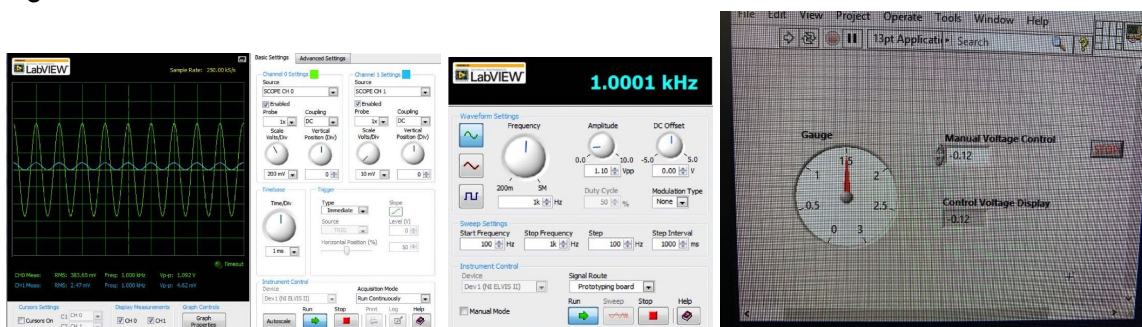 LabVIEW
Sample Rate: 250.00 kS/s
Timeout
CH0 Meas: RMS: 383.65 mV Freq: 1.000 kHz Vp-p: 1.092 V
CH1 Meas: RMS: 2.47 mV Freq: 1.000 kHz Vp-p: 4.62 mV
Cursors Settings
Display Measurements
Graph Controls
Cursors On
C1 CH 0
CH 0
CH1
Graph
Properties
Basic Settings
Advanced Settings
Channel 0 Settings
Channel 1 Settings
Source
Source
SCOPE CH 0
SCOPE CH 1
Enabled
Enabled
Probe
Coupling
Probe
Coupling
1x
DC
1x
DC
Scale
Volts/Div
Vertical
Position (Div)
Scale
Volts/Div
Vertical
Position (Div)
200 mV
0
10 mV
0
Timebase
Trigger
Time/Div
Type
Slope
Immediate
Source
Level (V)
TRIG
0
Horizontal Position (%)
50
1 ms
Instrument Control
Device
Acquisition Mode
Dev1 (NI ELVIS II)
Run Continuously
Run
Stop
Print
Log
Help
Autoscale
LabVIEW
1.0001 kHz
Waveform Settings
Frequency
Amplitude
DC Offset
0.0
10.0
-5.0
5.0
1.10 Vpp
0.00 V
200m
5M
Duty Cycle
Modulation Type
1k Hz
50 %
None
Sweep Settings
Start Frequency
Stop Frequency
Step
Step Interval
100 Hz
1k Hz
100 Hz
1000 ms
Instrument Control
Device
Signal Route
Dev1 (NI ELVIS II)
Prototyping board
Run
Sweep
Stop
Help
Manual Mode
File Edit View Project Operate Tools Window Help
13pt Applicati
Search
Gauge
Manual Voltage Control
-0.12
STOP
1.5
1
2
0.5
2.5
0
3
Control Voltage Display
-0.12